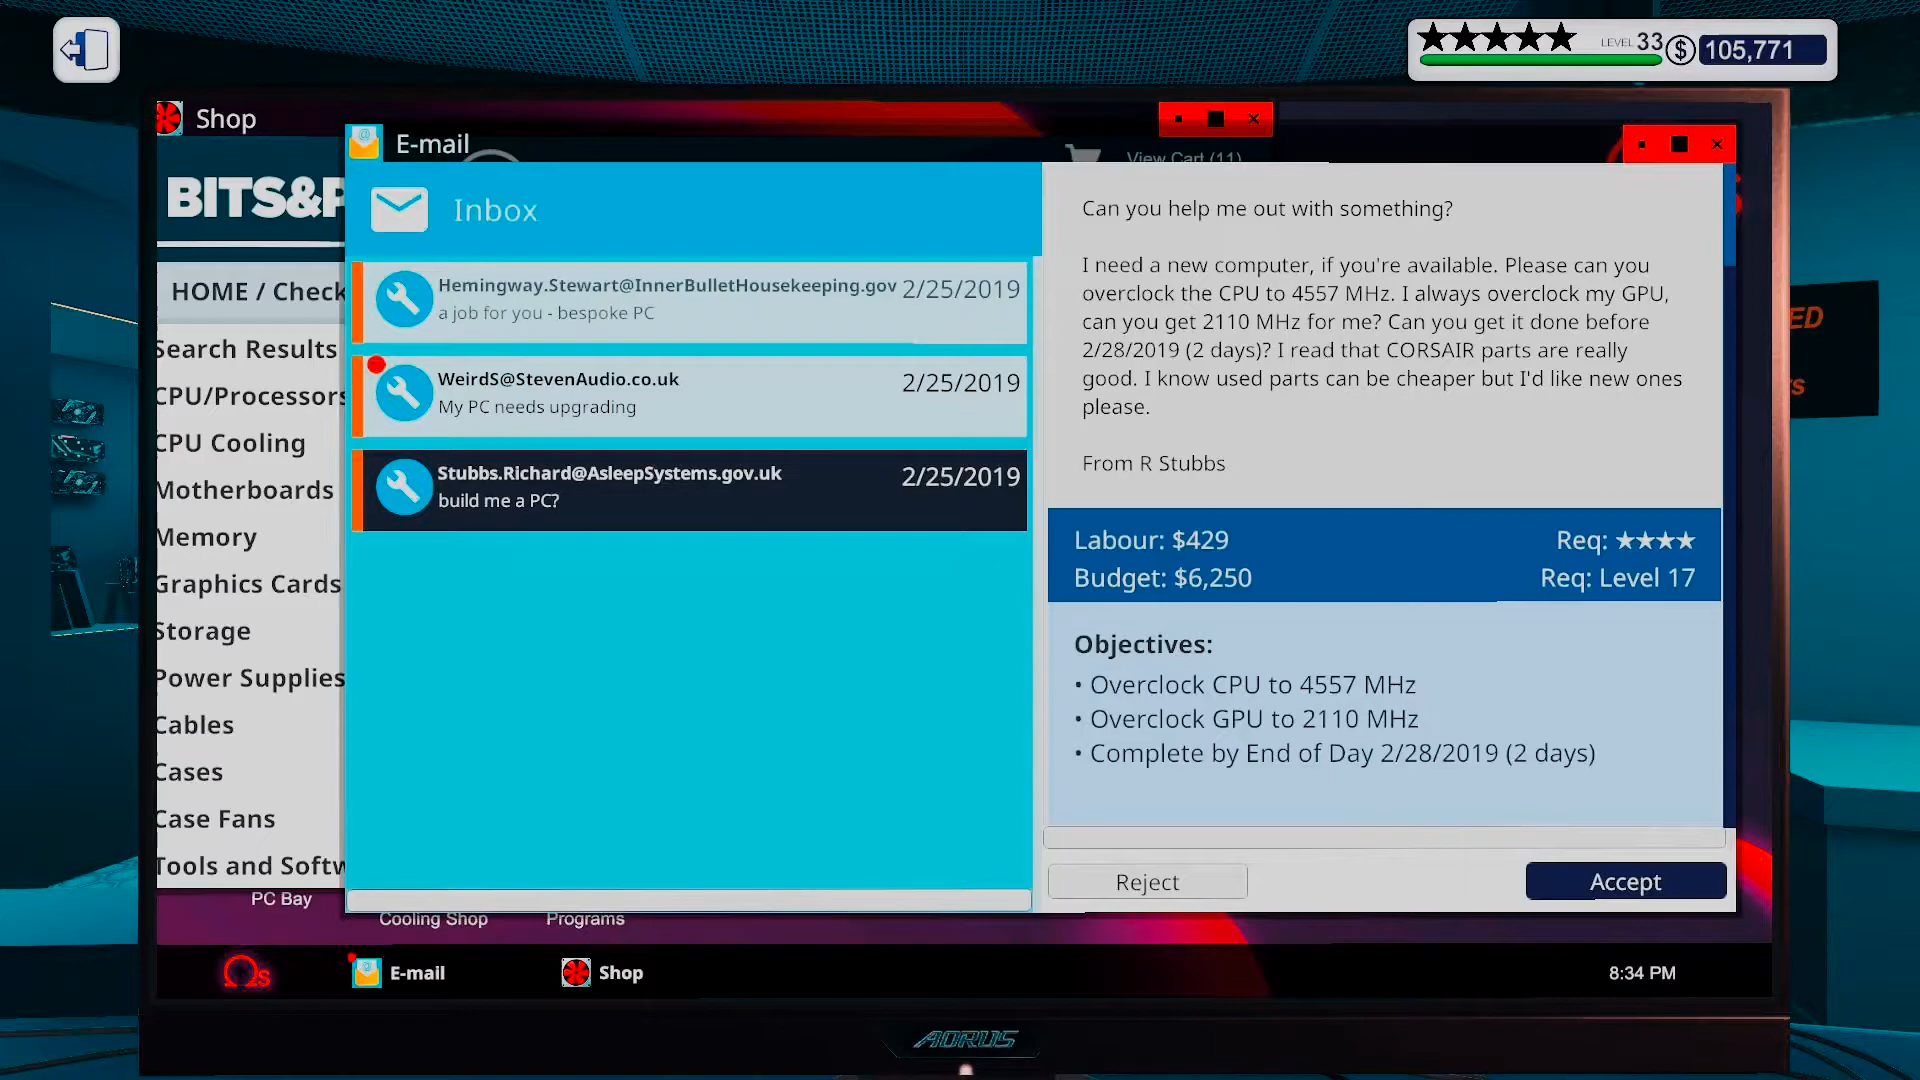 LEVEL 33
$ 105,771
Shop
E-mail
View Cart (11)
BITS&P
Inbox
HOME / Check
Search Results
CPU/Processors
CPU Cooling
Motherboards
Memory
Graphics Cards
Storage
Power Supplies
Cables
Cases
Case Fans
Tools and Softw
Hemingway.Stewart@InnerBulletHousekeeping.gov 2/25/2019
a job for you - bespoke PC
WeirdS@StevenAudio.co.uk 2/25/2019
My PC needs upgrading
Stubbs.Richard@AsleepSystems.gov.uk 2/25/2019
build me a PC?
Can you help me out with something?
I need a new computer, if you're available. Please can you
overclock the CPU to 4557 MHz. I always overclock my GPU,
can you get 2110 MHz for me? Can you get it done before
2/28/2019 (2 days)? I read that CORSAIR parts are really
good. I know used parts can be cheaper but I'd like new ones
please.
From R Stubbs
Labour: $429 Req: ★★★★
Budget: $6,250 Req: Level 17
Objectives:
• Overclock CPU to 4557 MHz
• Overclock GPU to 2110 MHz
• Complete by End of Day 2/28/2019 (2 days)
Reject
Accept
PC Bay
Cooling Shop
Programs
Ωs
E-mail
Shop
8:34 PM
AORUS
ED